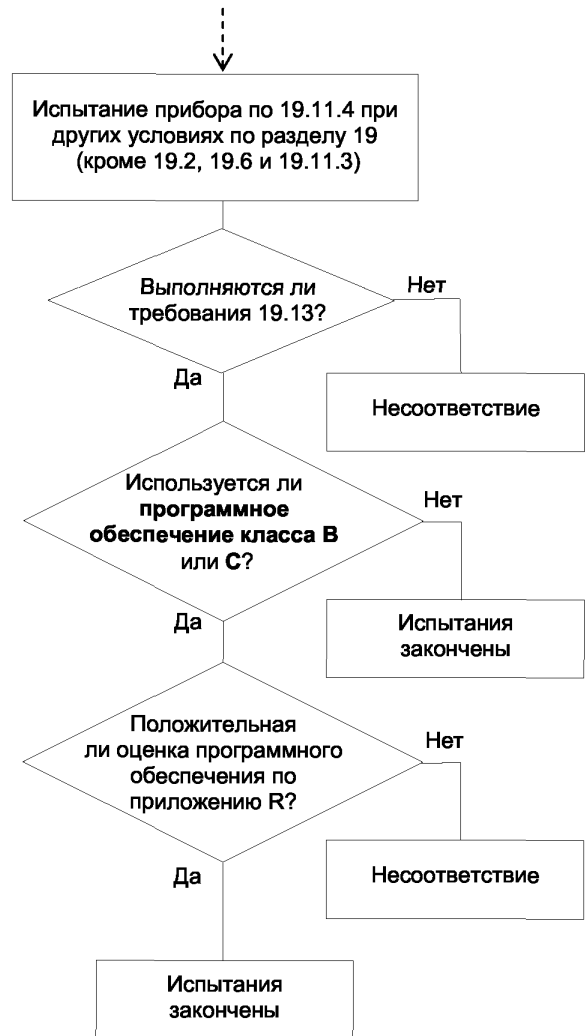 Испытание прибора по 19.11.4 при
других условиях по разделу 19
(кроме 19.2, 19.6 и 19.11.3)
Выполняются ли
требования 19.13?
Нет
Да
Несоответствие
Используется ли
программное
обеспечение класса В
или С?
Нет
Да
Испытания
закончены
Положительная
ли оценка программного
обеспечения по
приложению R?
Нет
Да
Несоответствие
Испытания
закончены